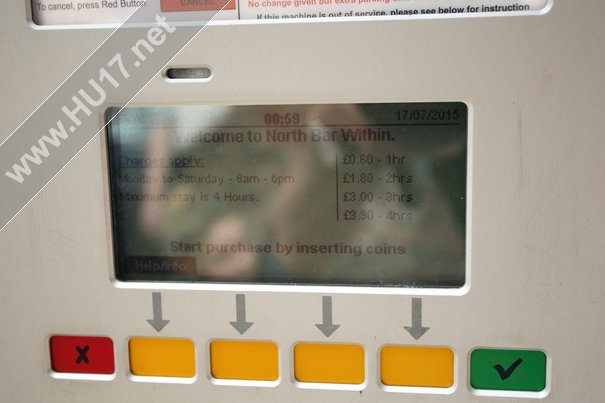 To cancel, press Red Button
CANCEL
No change given but extra parking
If this machine is out of service, please see below for instruction
www.HU17.net
00:59
17/07/2015
Welcome to North Bar Within.
Charges apply:
Monday to Saturday - 8am - 6pm
Maximum stay is 4 Hours.
£0.60 - 1hr
£1.80 - 2hrs
£3.00 - 3hrs
£3.90 - 4hrs
Start purchase by inserting coins
Help/Info